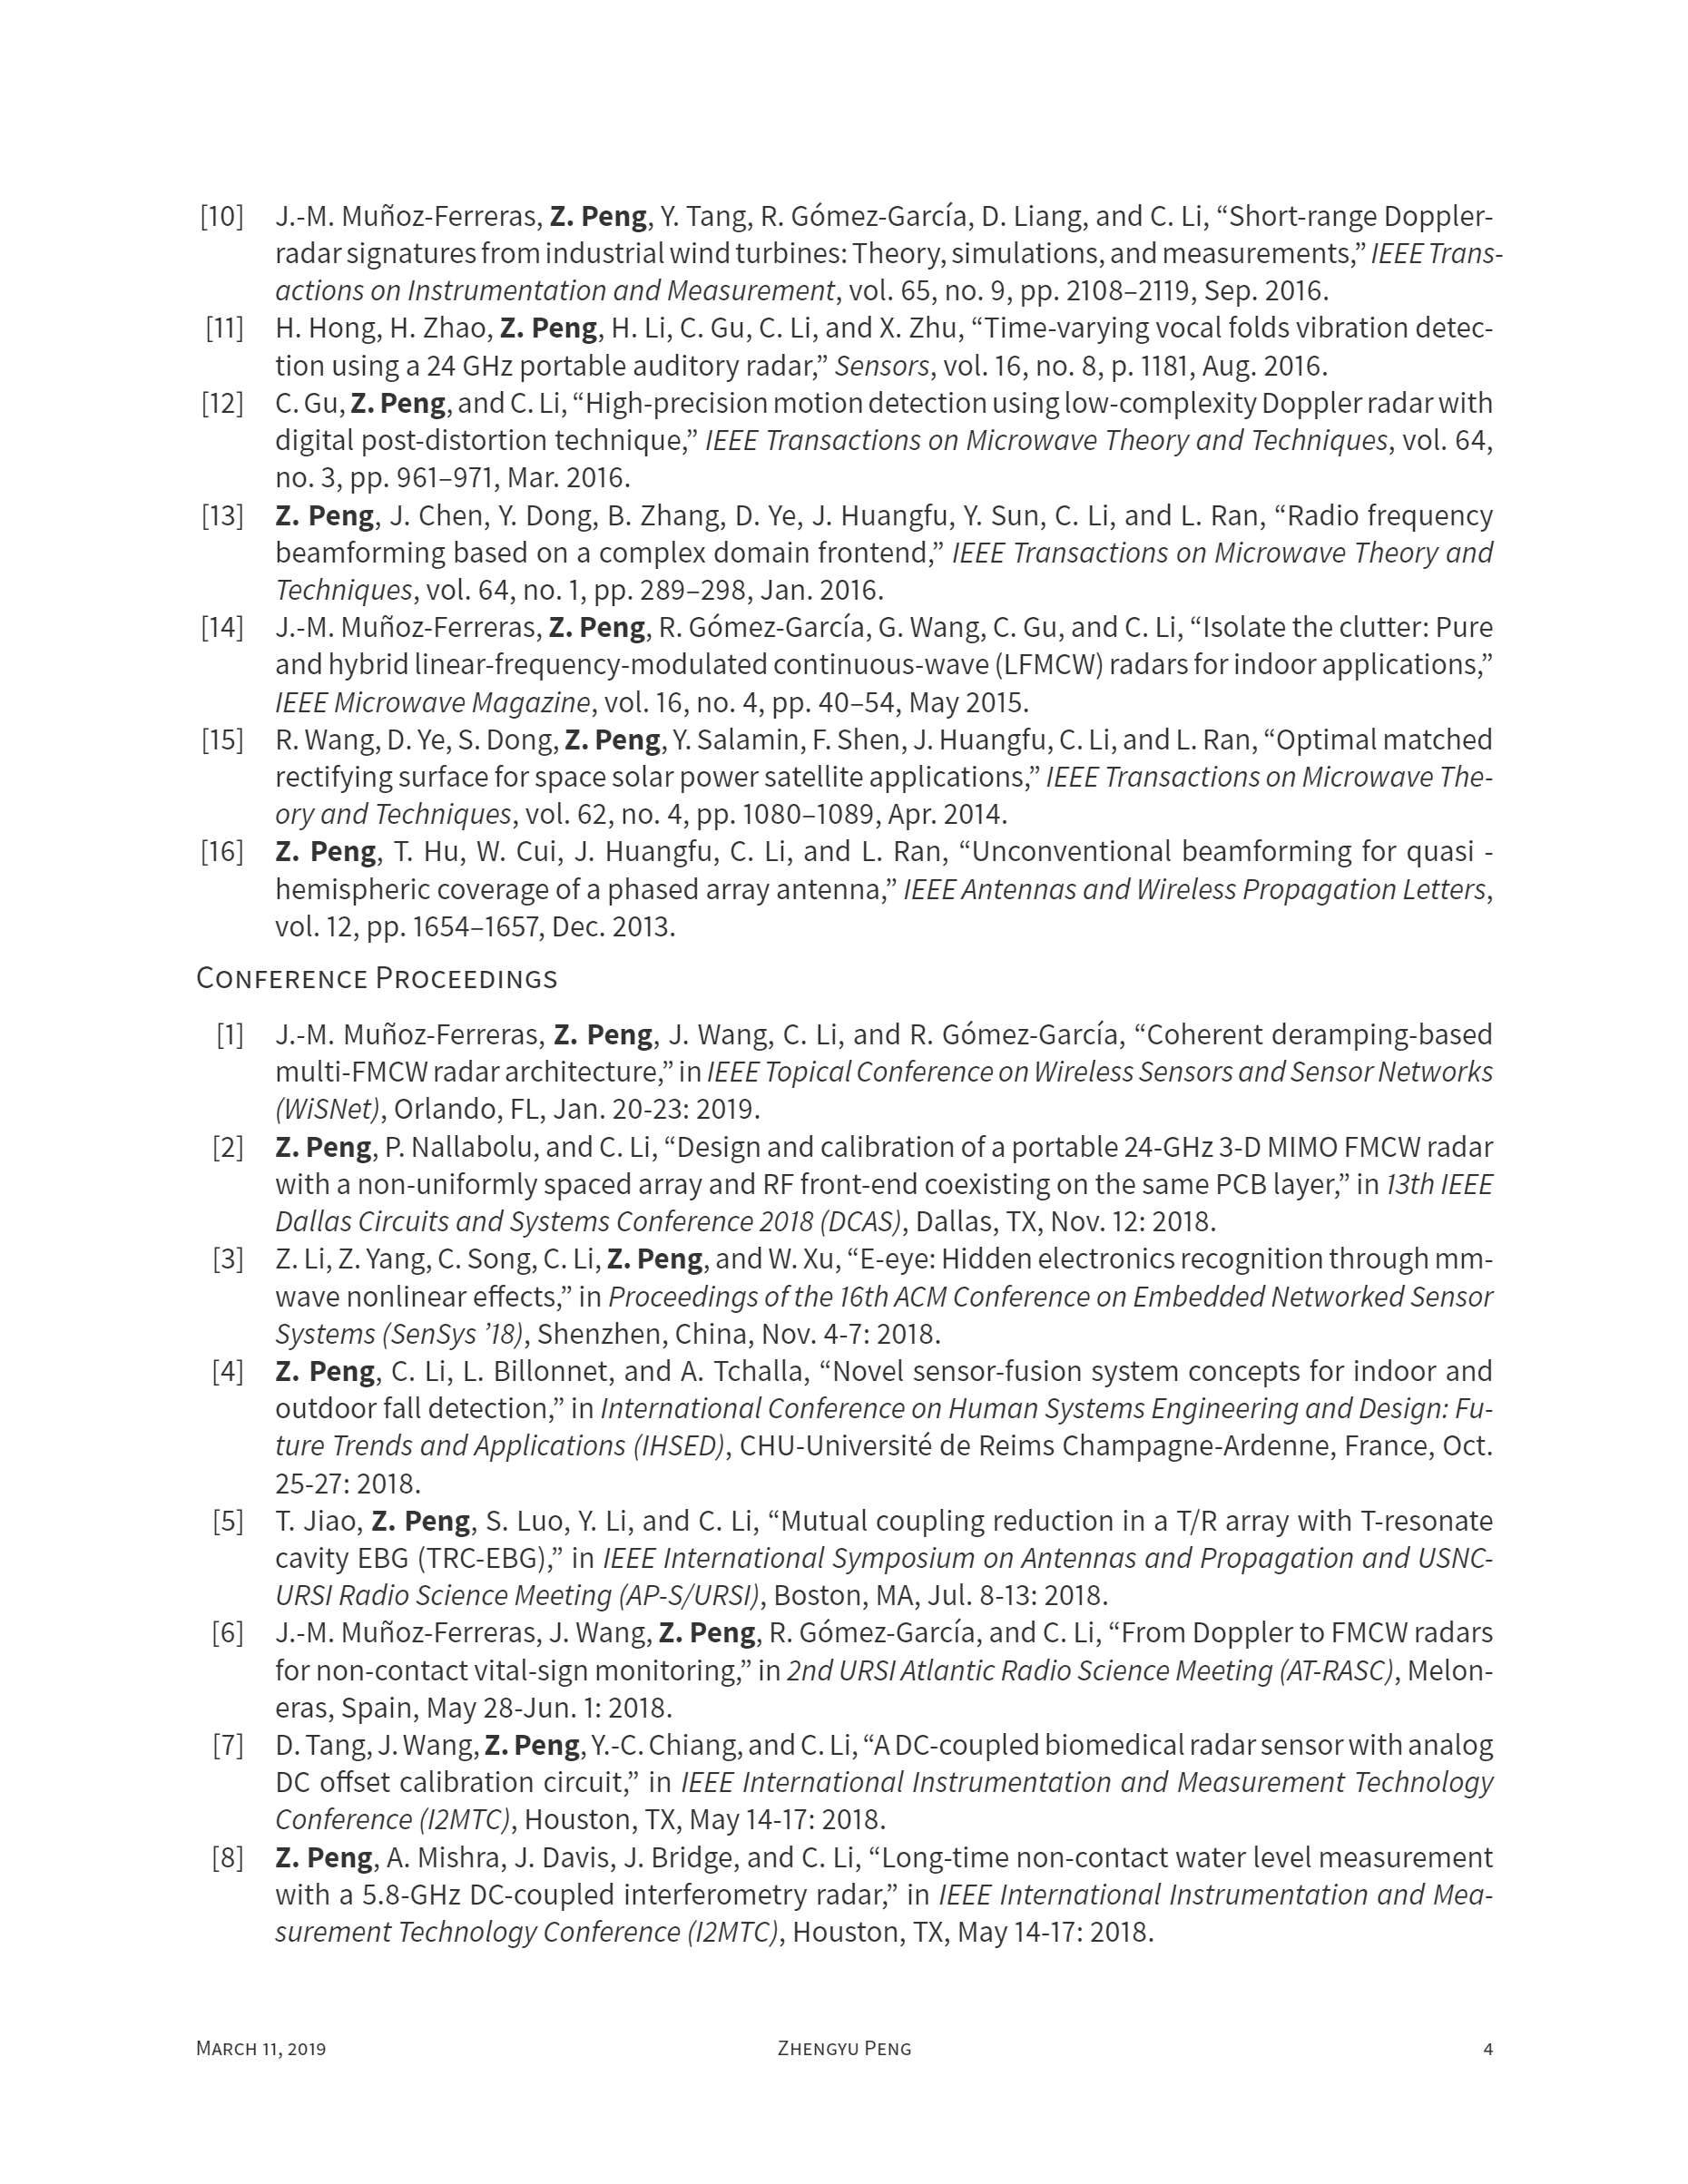 [10] J.-M. Muñoz-Ferreras, Z. Peng, Y. Tang, R. Gómez-García, D. Liang, and C. Li, “Short-range Doppler-
radar signatures from industrial wind turbines: Theory, simulations, and measurements,” IEEE Trans-
actions on Instrumentation and Measurement, vol. 65, no. 9, pp. 2108–2119, Sep. 2016.
[11] H. Hong, H. Zhao, Z. Peng, H. Li, C. Gu, C. Li, and X. Zhu, “Time-varying vocal folds vibration detec-
tion using a 24 GHz portable auditory radar,” Sensors, vol. 16, no. 8, p. 1181, Aug. 2016.
[12] C. Gu, Z. Peng, and C. Li, “High-precision motion detection using low-complexity Doppler radar with
digital post-distortion technique,” IEEE Transactions on Microwave Theory and Techniques, vol. 64,
no. 3, pp. 961–971, Mar. 2016.
[13] Z. Peng, J. Chen, Y. Dong, B. Zhang, D. Ye, J. Huangfu, Y. Sun, C. Li, and L. Ran, “Radio frequency
beamforming based on a complex domain frontend,” IEEE Transactions on Microwave Theory and
Techniques, vol. 64, no. 1, pp. 289–298, Jan. 2016.
[14] J.-M. Muñoz-Ferreras, Z. Peng, R. Gómez-García, G. Wang, C. Gu, and C. Li, “Isolate the clutter: Pure
and hybrid linear-frequency-modulated continuous-wave (LFMCW) radars for indoor applications,”
IEEE Microwave Magazine, vol. 16, no. 4, pp. 40–54, May 2015.
[15] R. Wang, D. Ye, S. Dong, Z. Peng, Y. Salamin, F. Shen, J. Huangfu, C. Li, and L. Ran, “Optimal matched
rectifying surface for space solar power satellite applications,” IEEE Transactions on Microwave The-
ory and Techniques, vol. 62, no. 4, pp. 1080–1089, Apr. 2014.
[16] Z. Peng, T. Hu, W. Cui, J. Huangfu, C. Li, and L. Ran, “Unconventional beamforming for quasi -
hemispheric coverage of a phased array antenna,” IEEE Antennas and Wireless Propagation Letters,
vol. 12, pp. 1654–1657, Dec. 2013.
CONFERENCE PROCEEDINGS
[1] J.-M. Muñoz-Ferreras, Z. Peng, J. Wang, C. Li, and R. Gómez-García, “Coherent deramping-based
multi-FMCW radar architecture,” in IEEE Topical Conference on Wireless Sensors and Sensor Networks
(WiSNet), Orlando, FL, Jan. 20-23: 2019.
[2] Z. Peng, P. Nallabolu, and C. Li, “Design and calibration of a portable 24-GHz 3-D MIMO FMCW radar
with a non-uniformly spaced array and RF front-end coexisting on the same PCB layer,” in 13th IEEE
Dallas Circuits and Systems Conference 2018 (DCAS), Dallas, TX, Nov. 12: 2018.
[3] Z. Li, Z. Yang, C. Song, C. Li, Z. Peng, and W. Xu, “E-eye: Hidden electronics recognition through mm-
wave nonlinear effects,” in Proceedings of the 16th ACM Conference on Embedded Networked Sensor
Systems (SenSys ’18), Shenzhen, China, Nov. 4-7: 2018.
[4] Z. Peng, C. Li, L. Billonnet, and A. Tchalla, “Novel sensor-fusion system concepts for indoor and
outdoor fall detection,” in International Conference on Human Systems Engineering and Design: Fu-
ture Trends and Applications (IHSED), CHU-Université de Reims Champagne-Ardenne, France, Oct.
25-27: 2018.
[5] T. Jiao, Z. Peng, S. Luo, Y. Li, and C. Li, “Mutual coupling reduction in a T/R array with T-resonate
cavity EBG (TRC-EBG),” in IEEE International Symposium on Antennas and Propagation and USNC-
URSI Radio Science Meeting (AP-S/URSI), Boston, MA, Jul. 8-13: 2018.
[6] J.-M. Muñoz-Ferreras, J. Wang, Z. Peng, R. Gómez-García, and C. Li, “From Doppler to FMCW radars
for non-contact vital-sign monitoring,” in 2nd URSI Atlantic Radio Science Meeting (AT-RASC), Melon-
eras, Spain, May 28-Jun. 1: 2018.
[7] D. Tang, J. Wang, Z. Peng, Y.-C. Chiang, and C. Li, “A DC-coupled biomedical radar sensor with analog
DC offset calibration circuit,” in IEEE International Instrumentation and Measurement Technology
Conference (I2MTC), Houston, TX, May 14-17: 2018.
[8] Z. Peng, A. Mishra, J. Davis, J. Bridge, and C. Li, “Long-time non-contact water level measurement
with a 5.8-GHz DC-coupled interferometry radar,” in IEEE International Instrumentation and Mea-
surement Technology Conference (I2MTC), Houston, TX, May 14-17: 2018.
MARCH 11, 2019 ZHENGYU PENG 4